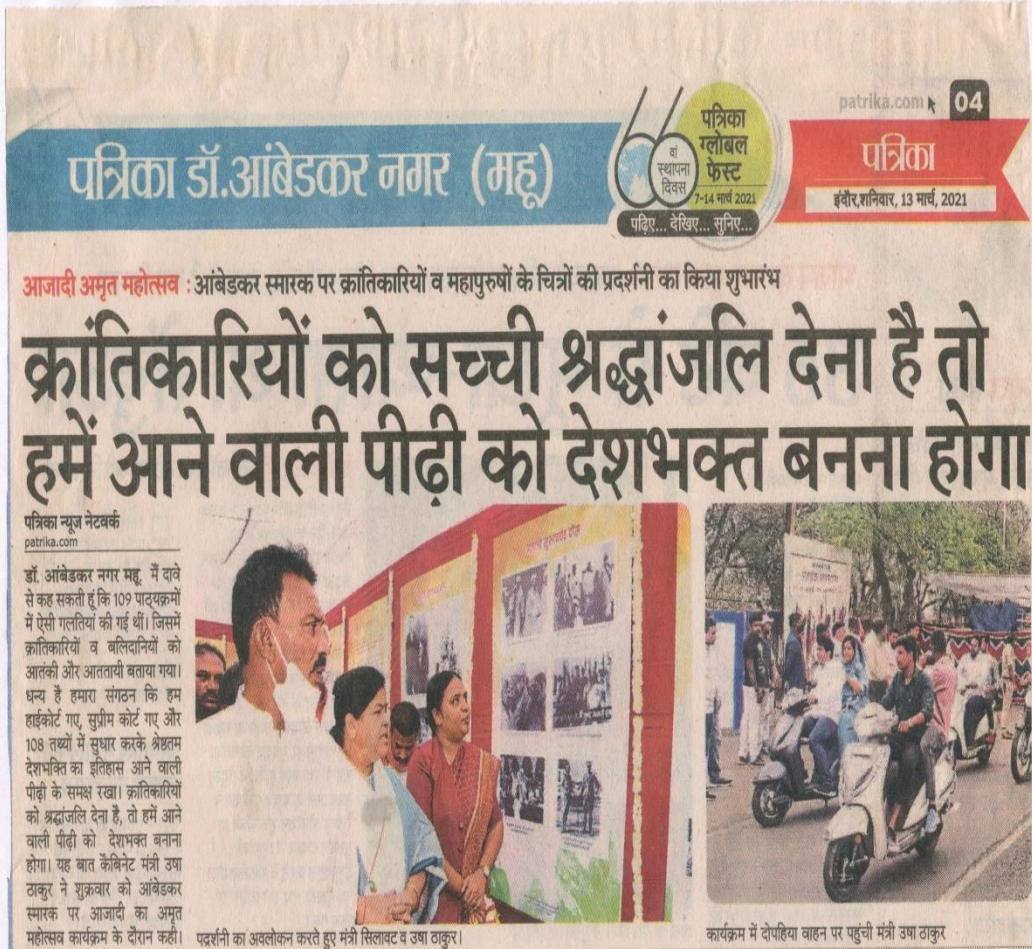 patrika.com
04
पत्रिका डॉ.आंबेडकर नगर (महू)
66
वां
स्थापना
दिवस
पत्रिका
ग्लोबल
फेस्ट
7-14 मार्च 2021
पढ़िए... देखिए... सुनिए...
पत्रिका
इंदौर,शनिवार, 13 मार्च, 2021
आजादी अमृत महोत्सव : आंबेडकर स्मारक पर क्रांतिकारियों व महापुरुषों के चित्रों की प्रदर्शनी का किया शुभारंभ
क्रांतिकारियों को सच्ची श्रद्धांजलि देना है तो
हमें आने वाली पीढ़ी को देशभक्त बनना होगा
पत्रिका न्यूज नेटवर्क
patrika.com
डॉ. आंबेडकर नगर महू. मैं दावे
से कह सकती हूं कि 109 पाठ्यक्रमों
में ऐसी गलतियां की गई थीं। जिसमें
क्रांतिकारियों व बलिदानियों को
आतंकी और आततायी बताया गया।
धन्य है हमारा संगठन कि हम
हाईकोर्ट गए, सुप्रीम कोर्ट गए और
108 तथ्यों में सुधार करके श्रेष्ठतम
देशभक्ति का इतिहास आने वाली
पीढ़ी के समक्ष रखा। क्रांतिकारियों
को श्रद्धांजलि देना है, तो हमें आने
वाली पीढ़ी को देशभक्त बनाना
होगा। यह बात कैबिनेट मंत्री उषा
ठाकुर ने शुक्रवार को आंबेडकर
स्मारक पर आजादी का अमृत
महोत्सव कार्यक्रम के दौरान कही।
पदर्शनी का अवलोकन करते हुए मंत्री सिलावट व उषा ठाकुर।
कार्यक्रम में दोपहिया वाहन पर पहुंची मंत्री उषा ठाकुर